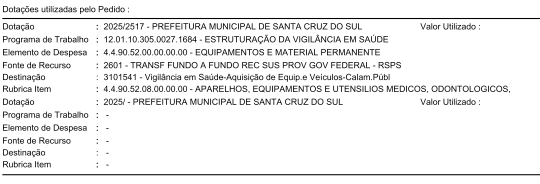 Dotações utilizadas pelo Pedido :
Dotação : 2025/2517 - PREFEITURA MUNICIPAL DE SANTA CRUZ DO SUL Valor Utilizado :
Programa de Trabalho : 12.01.10.305.0027.1684 - ESTRUTURAÇÃO DA VIGILÂNCIA EM SAÚDE
Elemento de Despesa : 4.4.90.52.00.00.00.00 - EQUIPAMENTOS E MATERIAL PERMANENTE
Fonte de Recurso : 2601 - TRANSF FUNDO A FUNDO REC SUS PROV GOV FEDERAL - RSPS
Destinação : 3101541 - Vigilância em Saúde-Aquisição de Equip.e Veículos-Calam.Públ
Rubrica Item : 4.4.90.52.08.00.00.00 - APARELHOS, EQUIPAMENTOS E UTENSILIOS MEDICOS, ODONTOLOGICOS,
Dotação : 2025/ - PREFEITURA MUNICIPAL DE SANTA CRUZ DO SUL Valor Utilizado :
Programa de Trabalho : -
Elemento de Despesa : -
Fonte de Recurso : -
Destinação : -
Rubrica Item : -